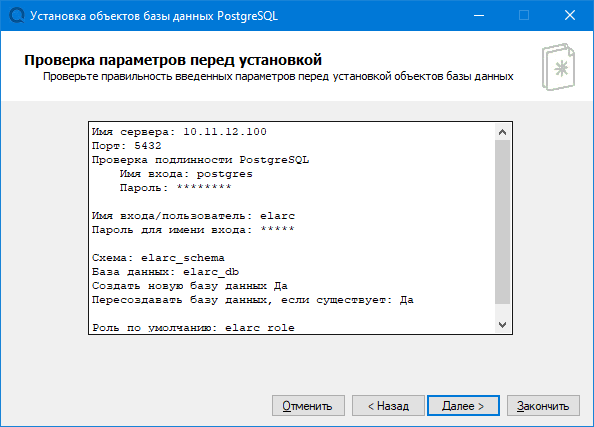 Установка объектов базы данных PostgreSQL
Проверка параметров перед установкой
Проверьте правильность введенных параметров перед установкой объектов базы данных
Имя сервера: 10.11.12.100
Порт: 5432
Проверка подлинности PostgreSQL
Имя входа: postgres
Пароль: ********
Имя входа/пользователь: elarc
Пароль для имени входа: *****
Схема: elarc_schema
База данных: elarc_db
Создать новую базу данных Да
Пересоздавать базу данных, если существует: Да
Роль по умолчанию: elarc_role
Отменить
< Назад
Далее >
Закончить